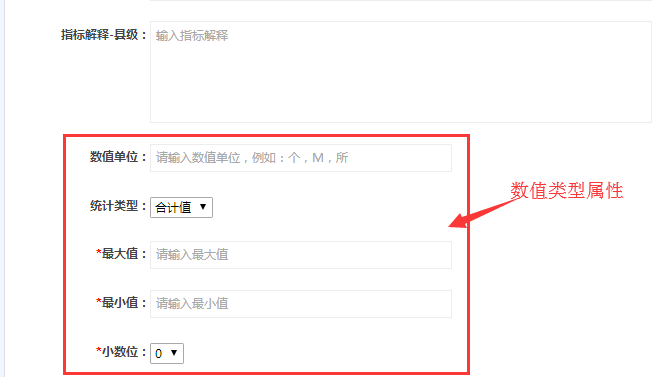 指标解释-县级：
输入指标解释
数值单位：
请输入数值单位，例如：个，M，所
数值类型属性
统计类型：
合计值 ▼
*最大值：
请输入最大值
*最小值：
请输入最小值
*小数位：
0 ▼